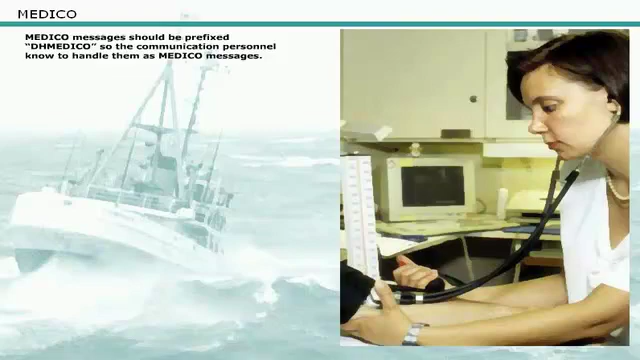 MEDICO
MEDICO messages should be prefixed
“DHMEDICO” so the communication personnel
know to handle them as MEDICO messages.